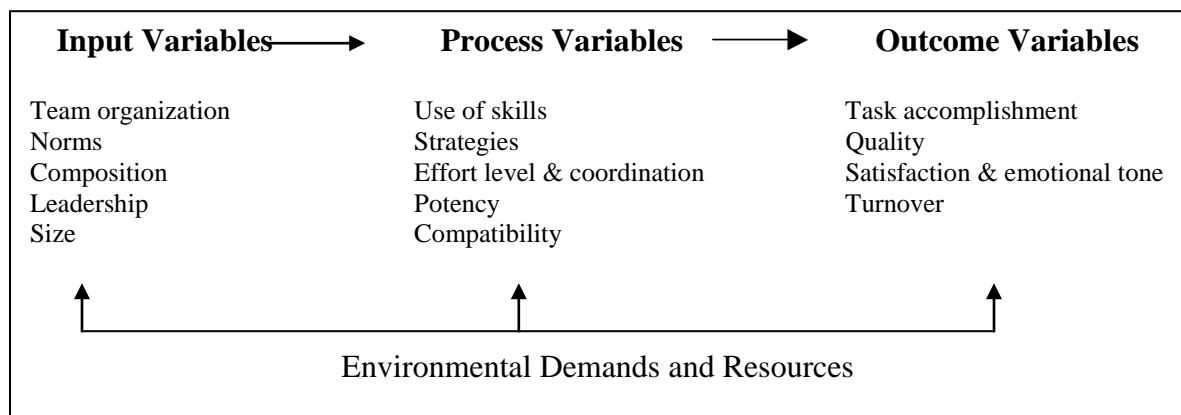 Input Variables Process Variables Outcome Variables
Team organization Use of skills Task accomplishment
Norms Strategies Quality
Composition Effort level & coordination Satisfaction & emotional tone
Leadership Potency Turnover
Size Compatibility
Environmental Demands and Resources